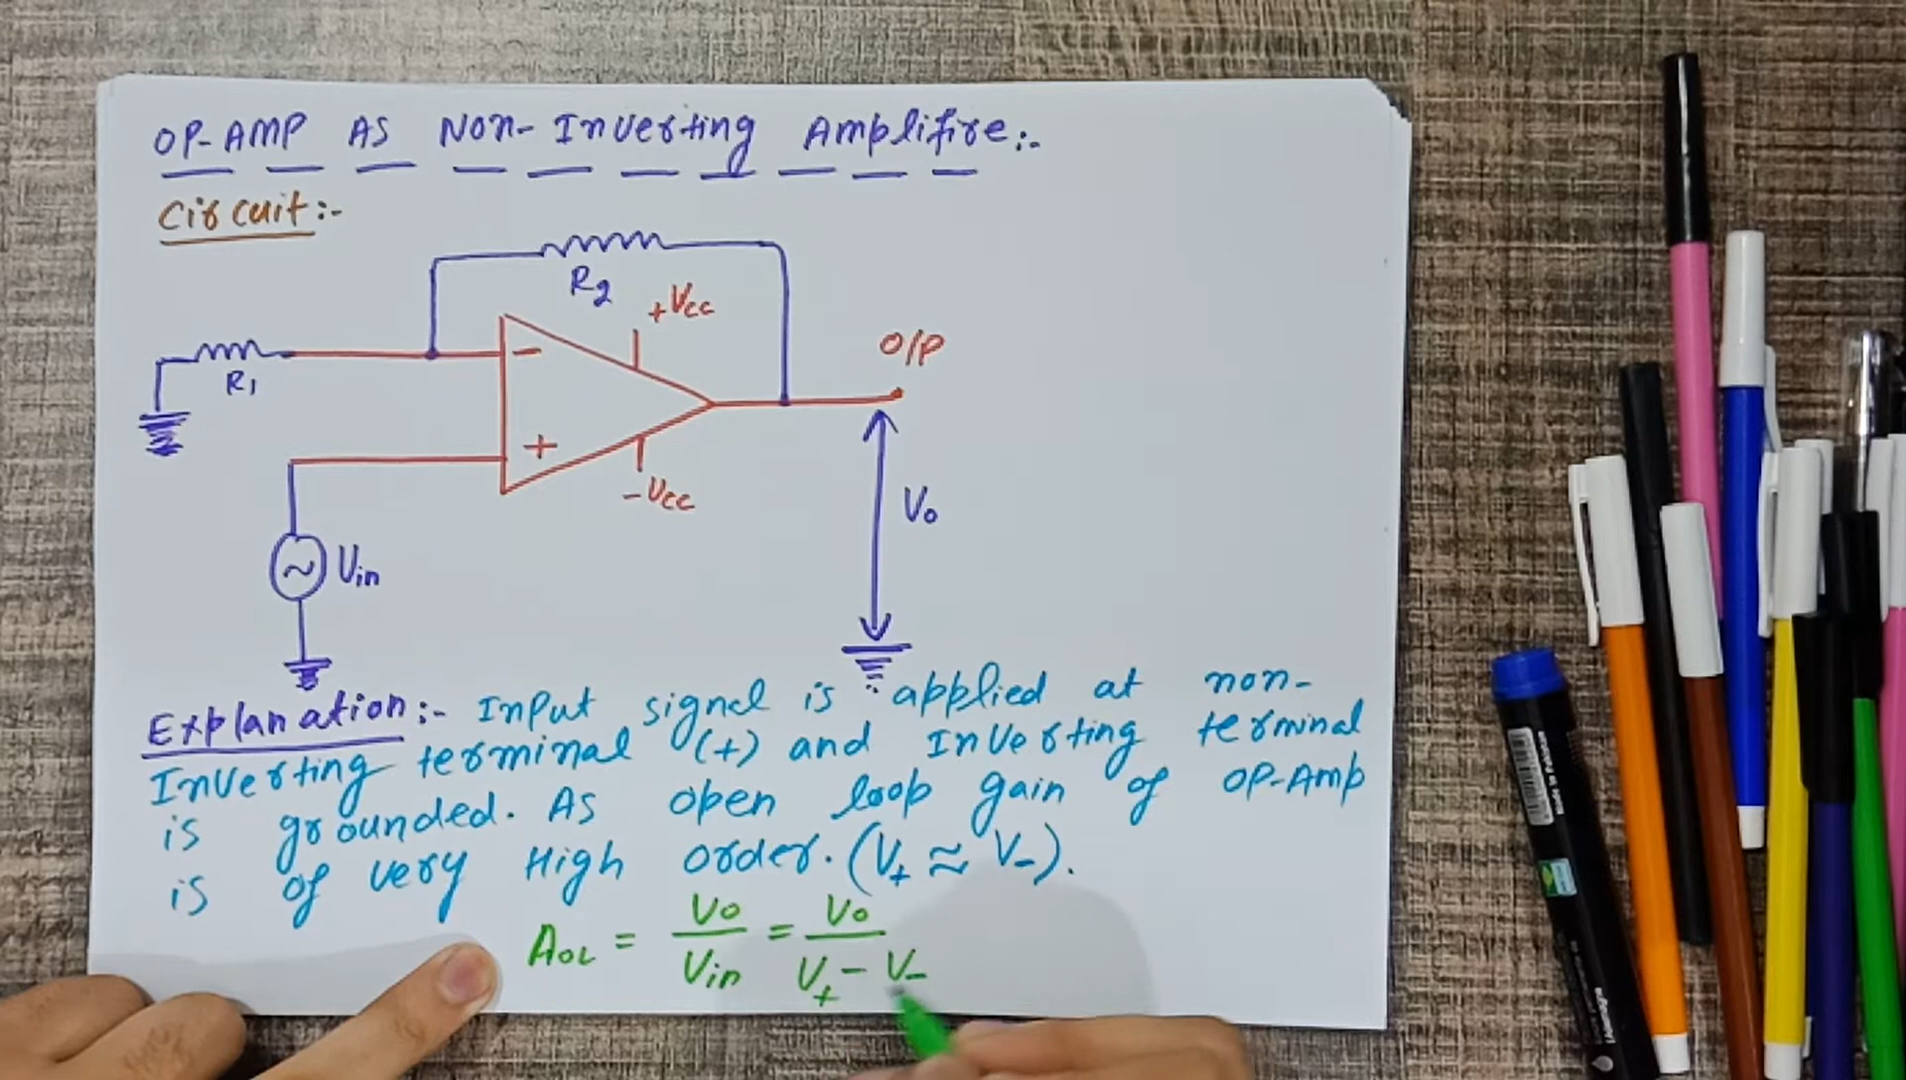 OP-AMP AS Non-Inverting Amplifire:-
Circuit:-
R2
+Vcc
O/P
-
R1
+
-Vcc
Vo
~ Vin
Explanation:- Input signal is applied at non-
Inverting terminal (+) and Inverting terminal
is grounded. As open loop gain of OP-Amp
is of very High order. (V+ ≈ V-).
AOL = Vo/Vin = Vo/V+ - V-